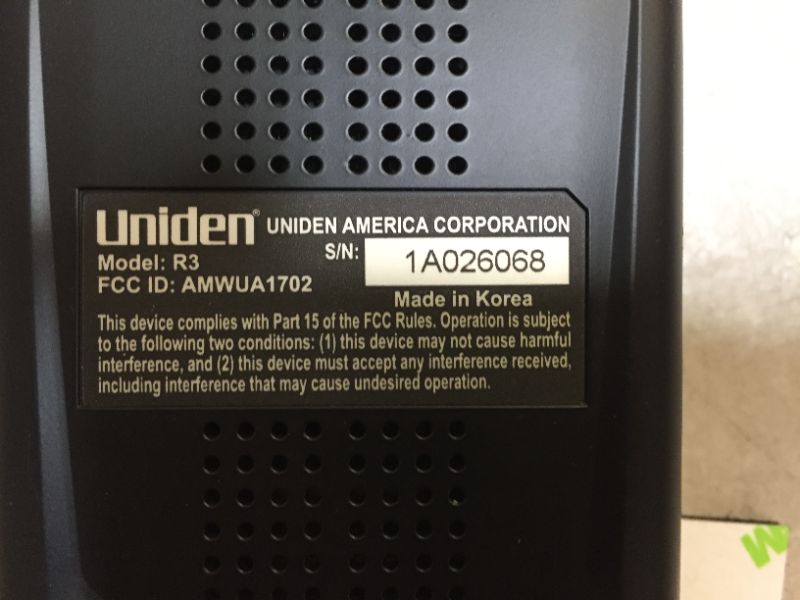 Uniden® UNIDEN AMERICA CORPORATION
S/N: 1A026068
Model: R3
FCC ID: AMWUA1702
Made in Korea
This device complies with Part 15 of the FCC Rules. Operation is subject
to the following two conditions: (1) this device may not cause harmful
interference, and (2) this device must accept any interference received,
including interference that may cause undesired operation.